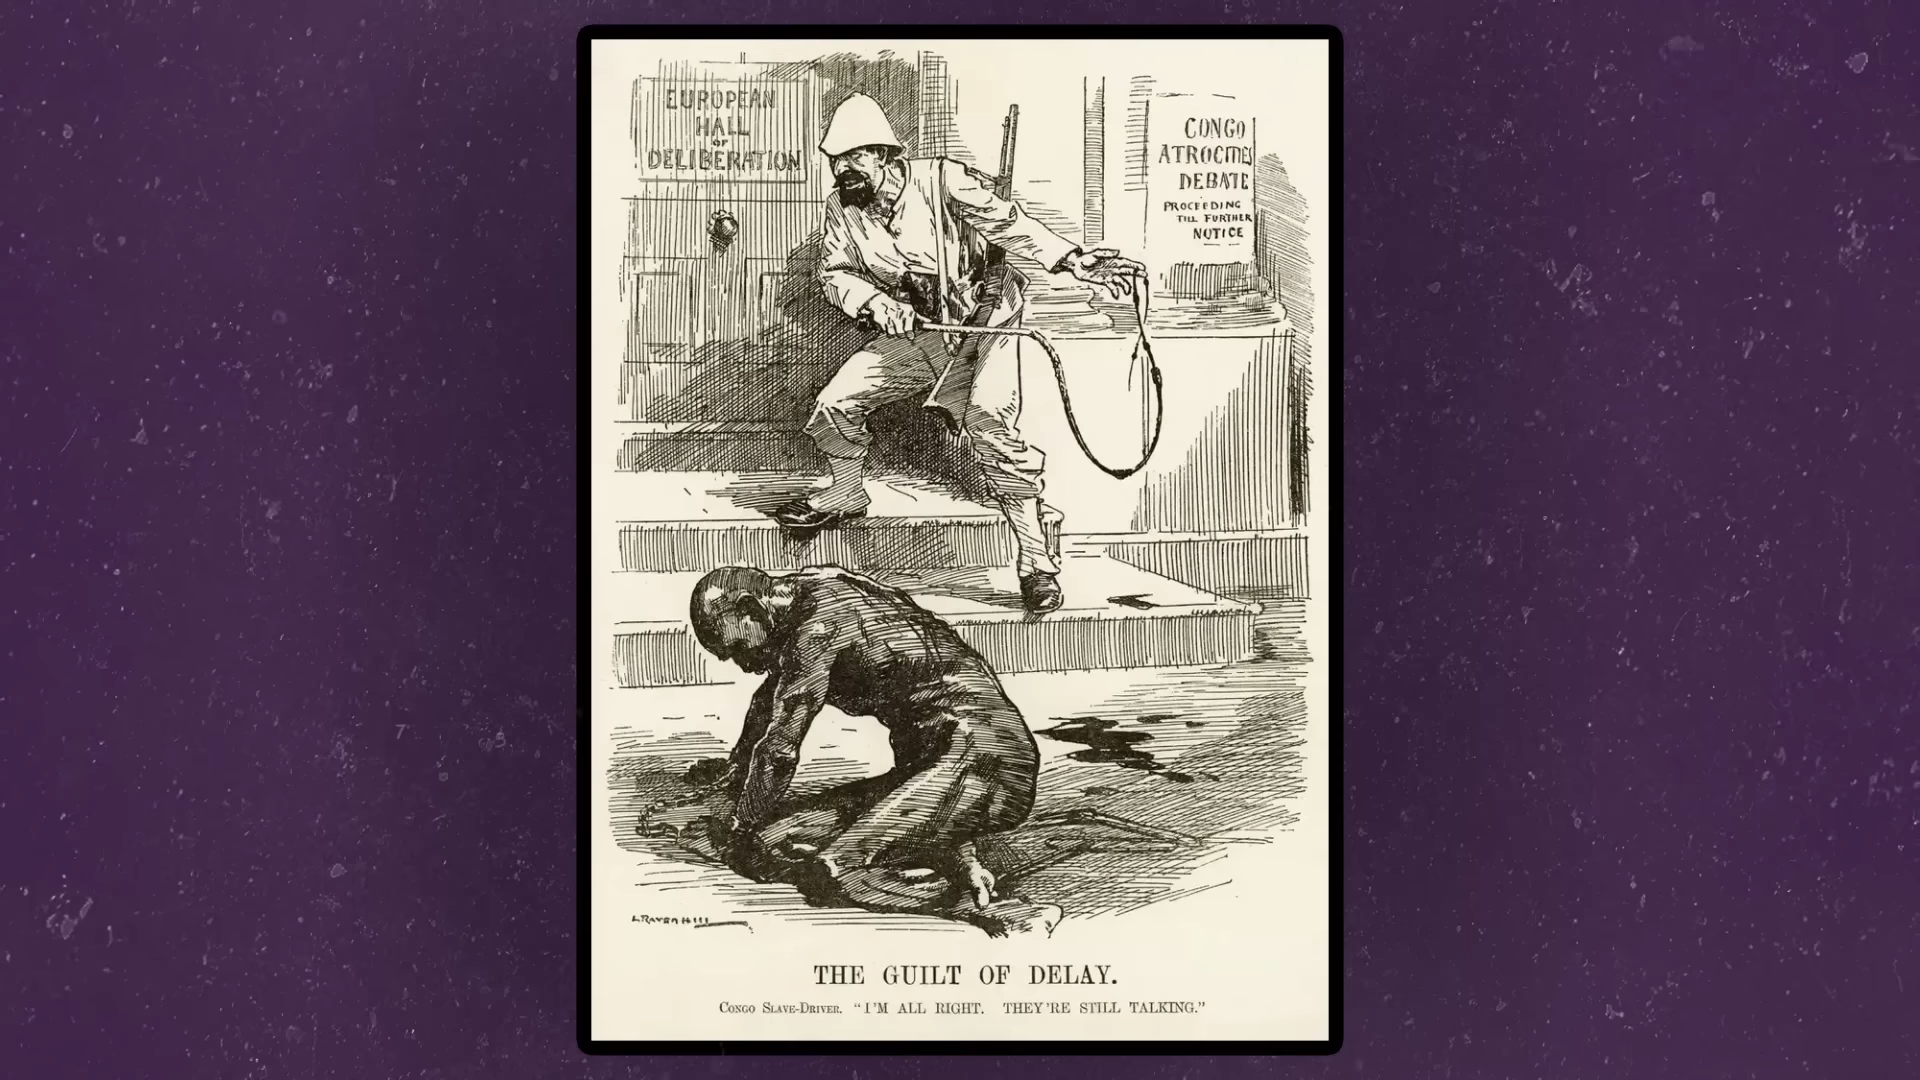 EUROPEAN
HALL
OF
DELIBERATION
CONGO
ATROCITIES
DEBATE
PROCEEDING
TILL FURTHER
NOTICE
L. RAVEN HILL
THE GUILT OF DELAY.
CONGO SLAVE-DRIVER. "I'M ALL RIGHT. THEY'RE STILL TALKING."